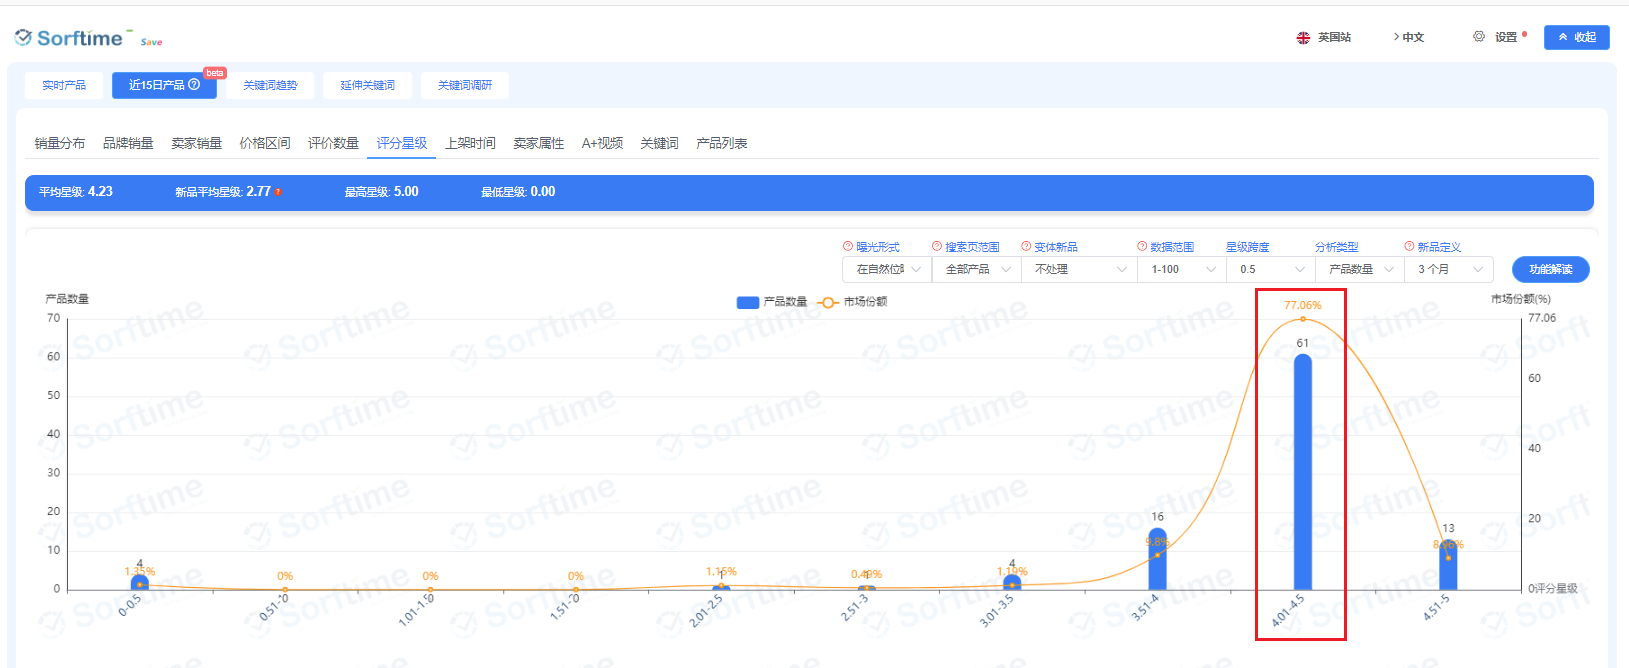 Sorftime Save
英国站 中文 设置 收起
实时产品 近15日产品 beta 关键词趋势 延伸关键词 关键词调研
销量分布 品牌销量 卖家销量 价格区间 评价数量 评分星级 上架时间 卖家属性 A+视频 关键词 产品列表
平均星级: 4.23 新品平均星级: 2.77 最高星级: 5.00 最低星级: 0.00
曝光形式 搜索页范围 变体新品 数据范围 星级跨度 分析类型 新品定义
在自然位 全部产品 不处理 1-100 0.5 产品数量 3 个月 功能解读
产品数量 产品数量 市场份额 市场份额(%)
77.06%
70 77.06
61
60 60
50
40 40
30
20 20
16 13
10
9.8% 8.96%
4 1 1 4
1.35% 0% 0% 0% 1.15% 0.49% 1.19%
0 0 评分星级
0-0.5 0.51-1 1.01-1.5 1.51-2 2.01-2.5 2.51-3 3.01-3.5 3.51-4 4.01-4.5 4.51-5